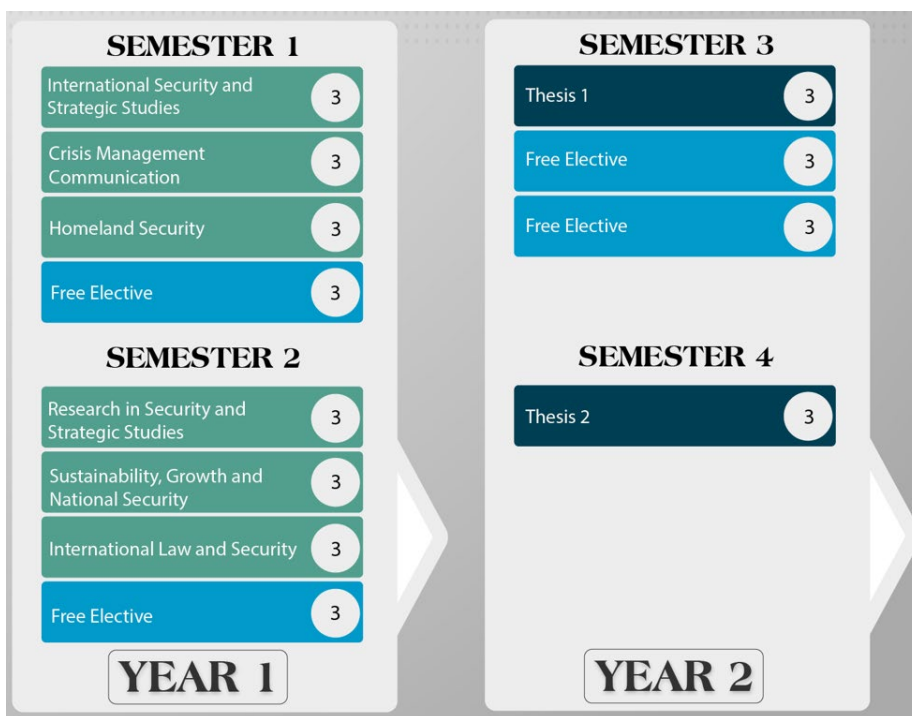 SEMESTER 1
International Security and
Strategic Studies
3
Crisis Management
Communication
3
Homeland Security
3
Free Elective
3
SEMESTER 2
Research in Security and
Strategic Studies
3
Sustainability, Growth and
National Security
3
International Law and Security
3
Free Elective
3
YEAR 1
SEMESTER 3
Thesis 1
3
Free Elective
3
Free Elective
3
SEMESTER 4
Thesis 2
3
YEAR 2